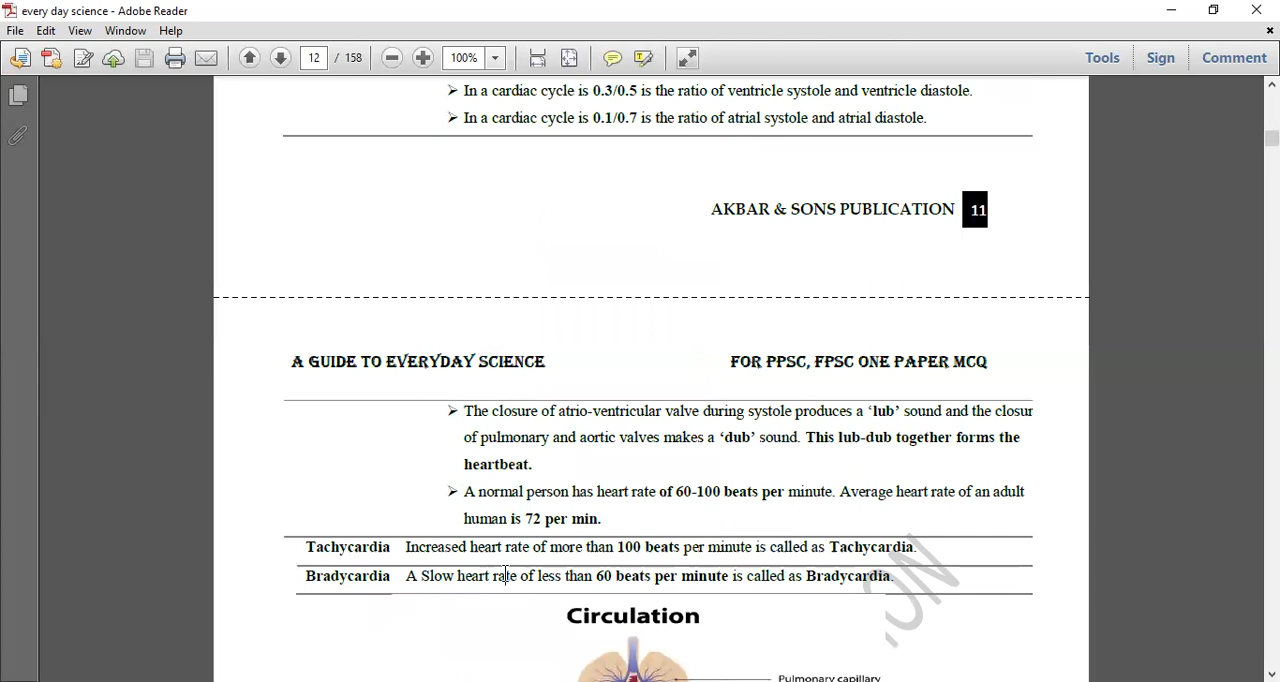 every day science - Adobe Reader
File Edit View Window Help
12 / 158 100% Tools Sign Comment
➢ In a cardiac cycle is 0.3/0.5 is the ratio of ventricle systole and ventricle diastole.
➢ In a cardiac cycle is 0.1/0.7 is the ratio of atrial systole and atrial diastole.
AKBAR & SONS PUBLICATION 11
A GUIDE TO EVERYDAY SCIENCE FOR PPSC, FPSC ONE PAPER MCQ
➢ The closure of atrio-ventricular valve during systole produces a ‘lub’ sound and the closur
of pulmonary and aortic valves makes a ‘dub’ sound. This lub-dub together forms the
heartbeat.
➢ A normal person has heart rate of 60-100 beats per minute. Average heart rate of an adult
human is 72 per min.
Tachycardia Increased heart rate of more than 100 beats per minute is called as Tachycardia.
Bradycardia A Slow heart rate of less than 60 beats per minute is called as Bradycardia.
ON
Circulation
Pulmonary capillary